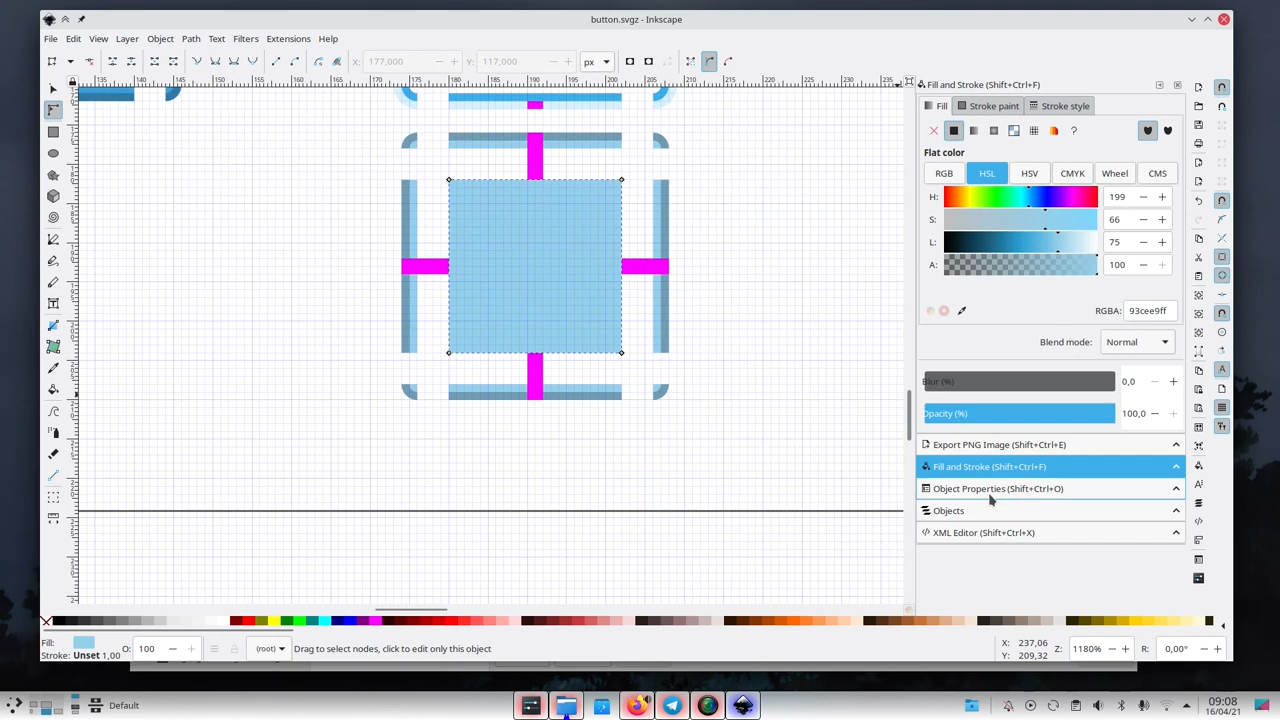 button.svgz - Inkscape
File Edit View Layer Object Path Text Filters Extensions Help
X: 177,000 Y: 117,000 px
Fill and Stroke (Shift+Ctrl+F)
Fill Stroke paint Stroke style
Flat color
RGB HSL HSV CMYK Wheel CMS
H: 199
S: 66
L: 75
A: 100
RGBA: 93cee9ff
Blend mode: Normal
Blur (%) 0,0
Opacity (%) 100,0
Export PNG Image (Shift+Ctrl+E)
Fill and Stroke (Shift+Ctrl+F)
Object Properties (Shift+Ctrl+O)
Objects
XML Editor (Shift+Ctrl+X)
Fill:
Stroke: Unset 1,00
O: 100
(root)
Drag to select nodes, click to edit only this object
X: 237,06
Y: 209,32
Z: 1180%
R: 0,00°
Default
09:08
16/04/21